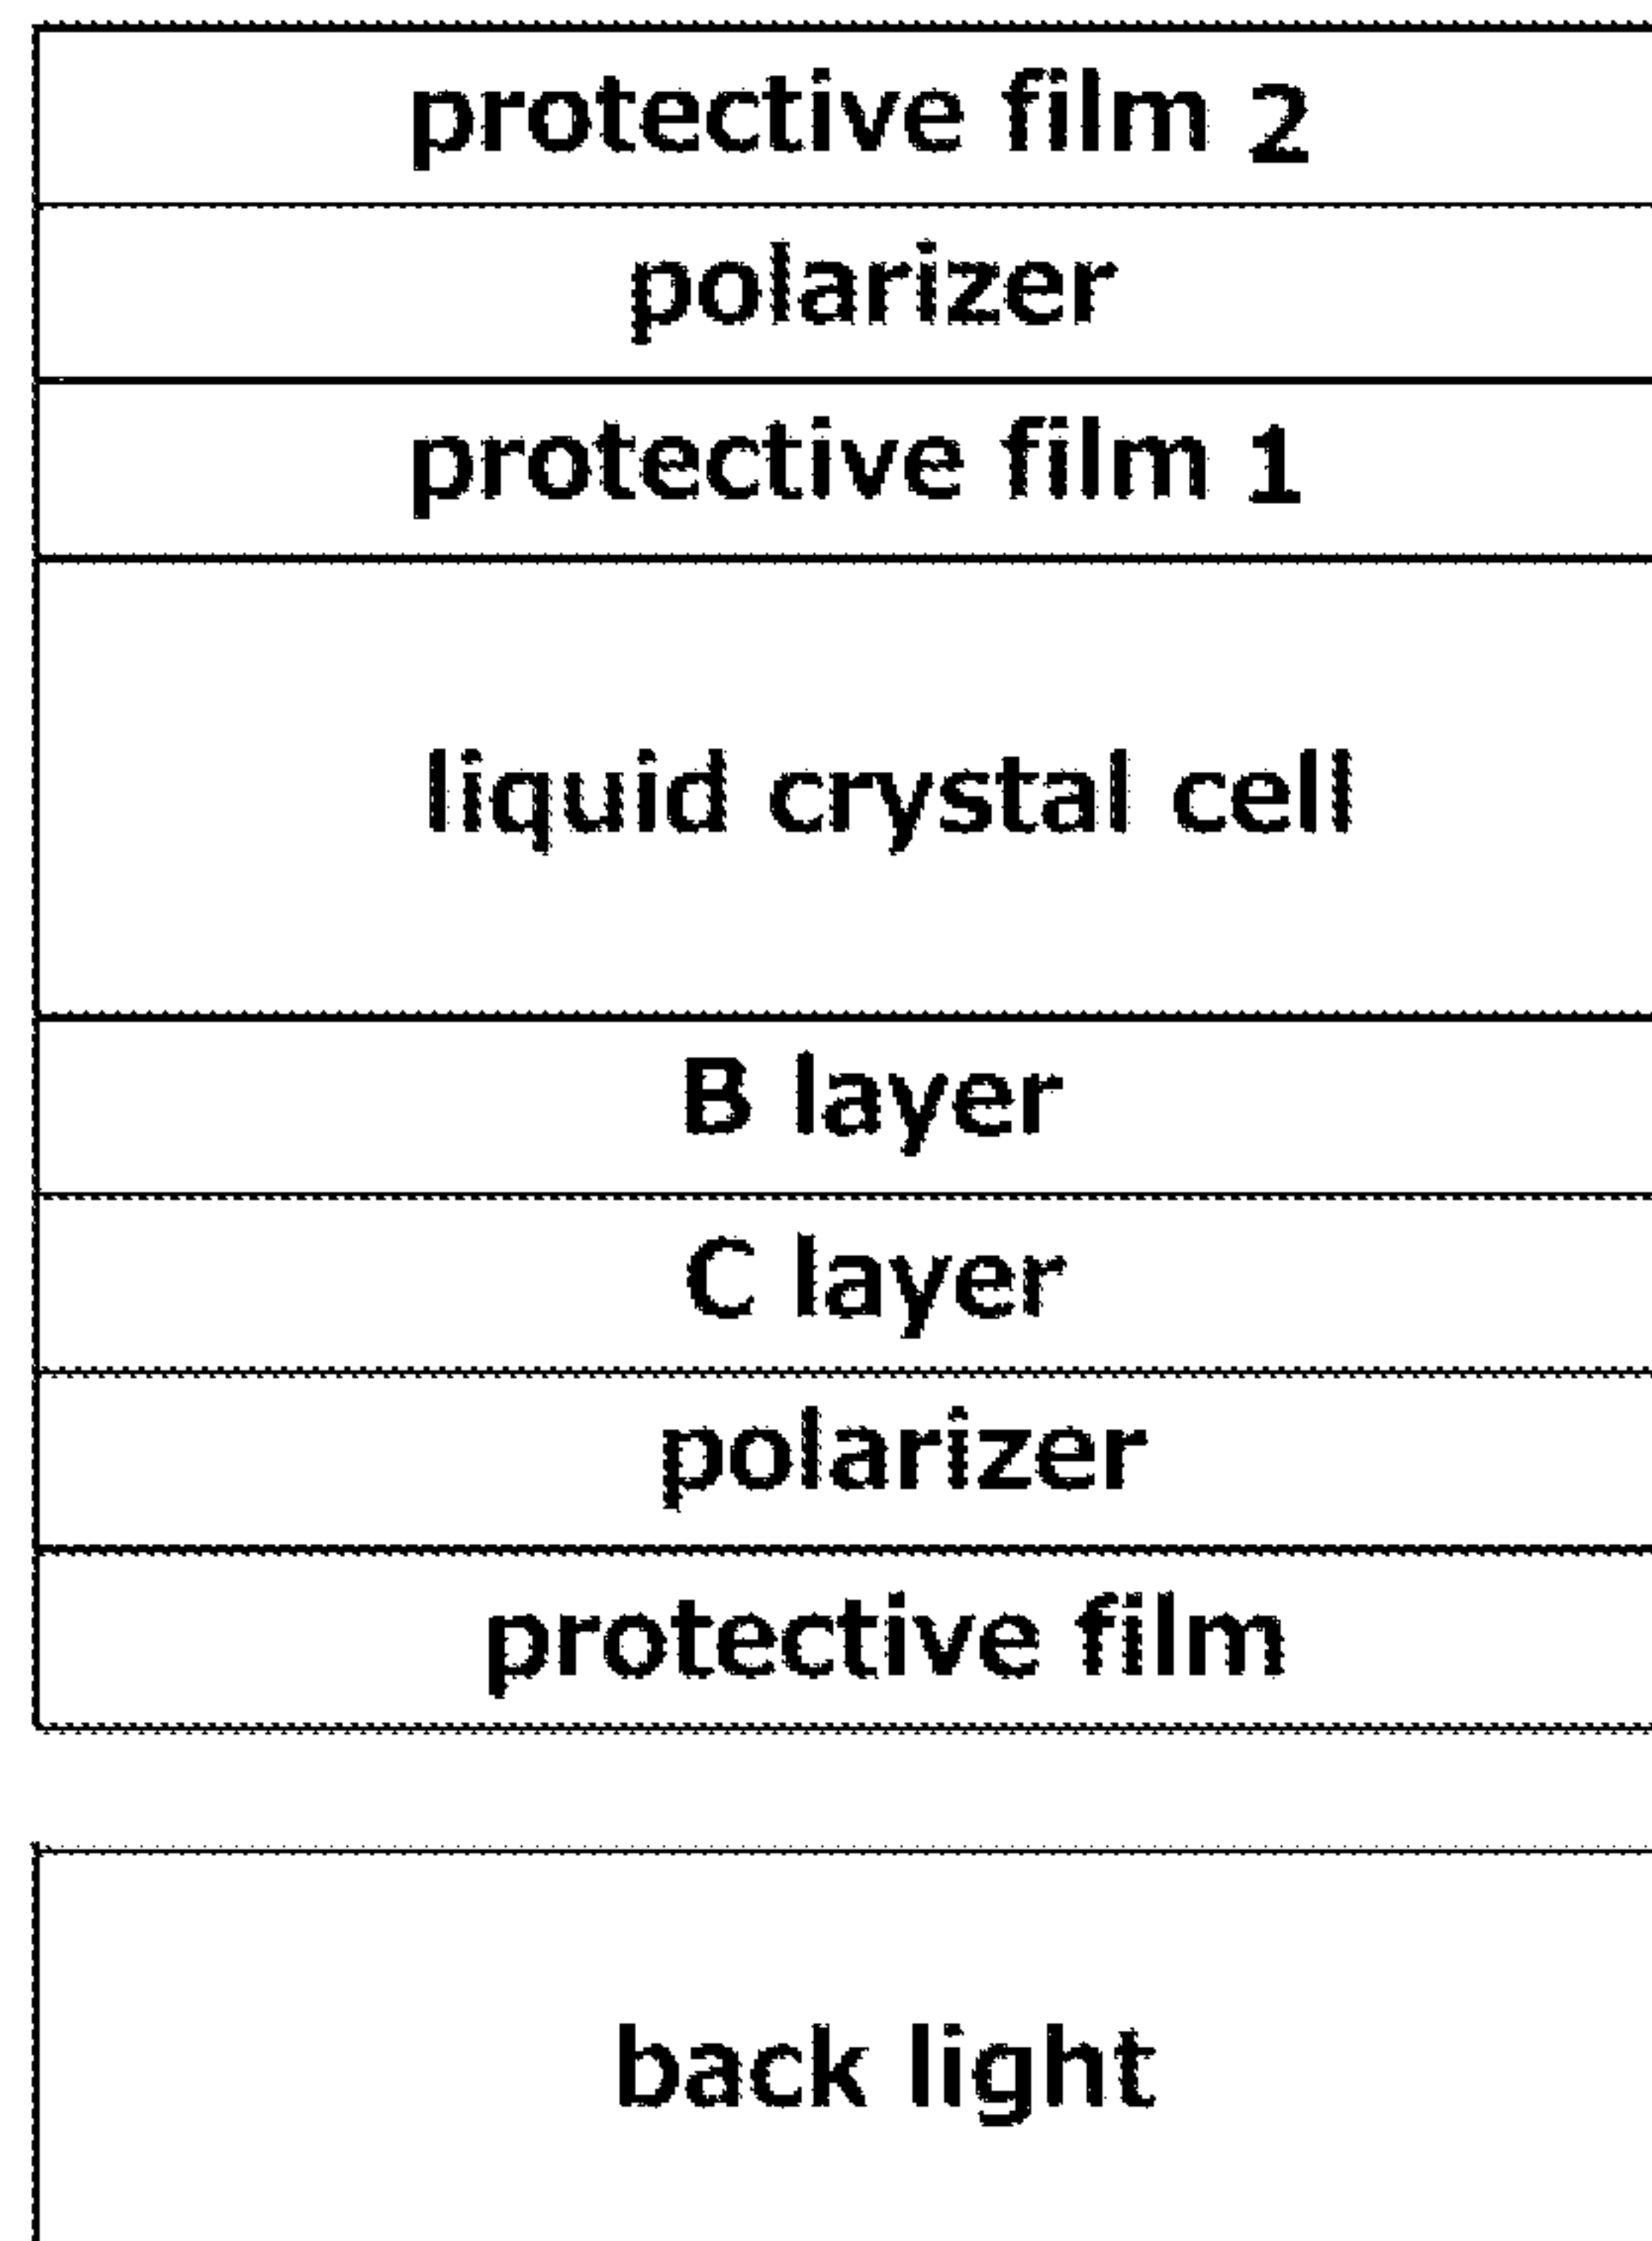 protective film 2
polarizer
protective film 1
liquid crystal cell
B layer
C layer
polarizer
protective film
back light